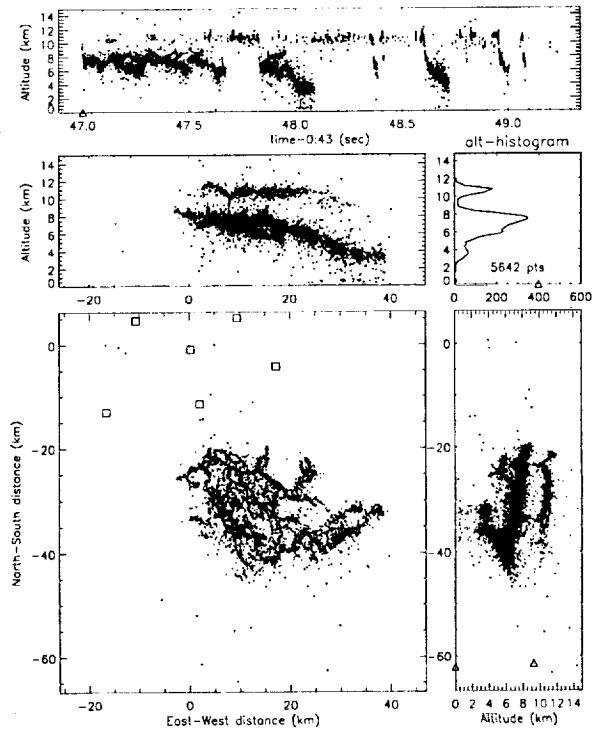 Altitude (km)
14
12
10
8
6
4
2
0
47.0 47.5 48.0 48.5 49.0
time-0:43 (sec)
alt-histogram
Altitude (km)
14
12
10
8
6
4
2
0
-20 0 20 40
14
12
10
8
6
4
2
0
5642 pts
0 200 400 600
North-South distance (km)
0
-20
-40
-60
-20 0 20 40
East-West distance (km)
0
-20
-40
-60
0 2 4 6 8 10 12 14
Altitude (km)